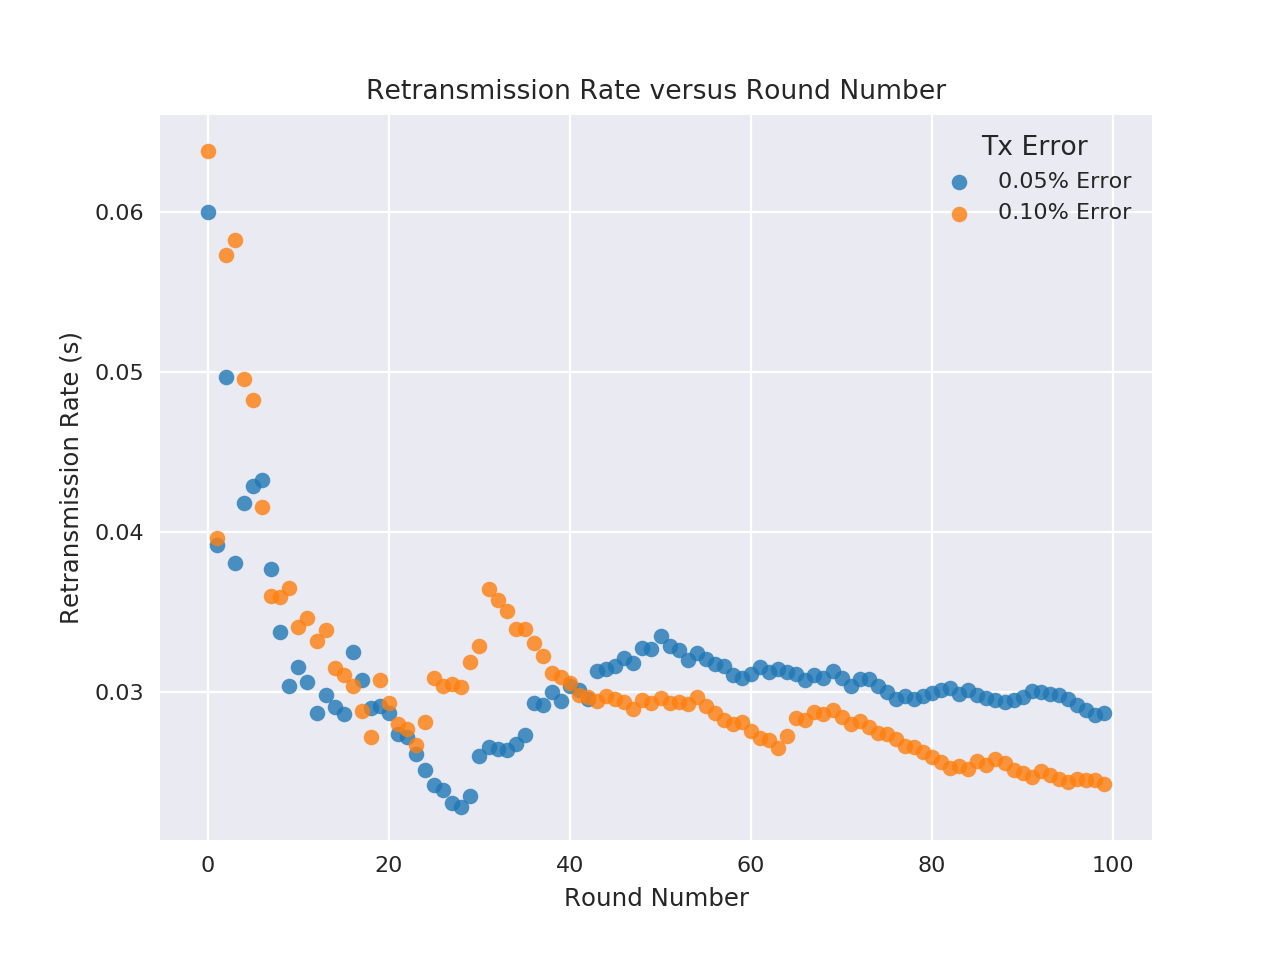 Retransmission Rate versus Round Number
Tx Error
0.05% Error
0.10% Error
0.06
0.05
0.04
0.03
Retransmission Rate (s)
0
20
40
60
80
100
Round Number